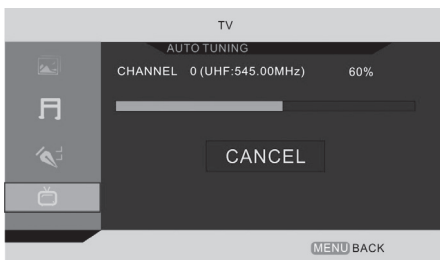 TV
AUTO TUNING
CHANNEL 0 (UHF:545.00MHz) 60%
CANCEL
MENU BACK